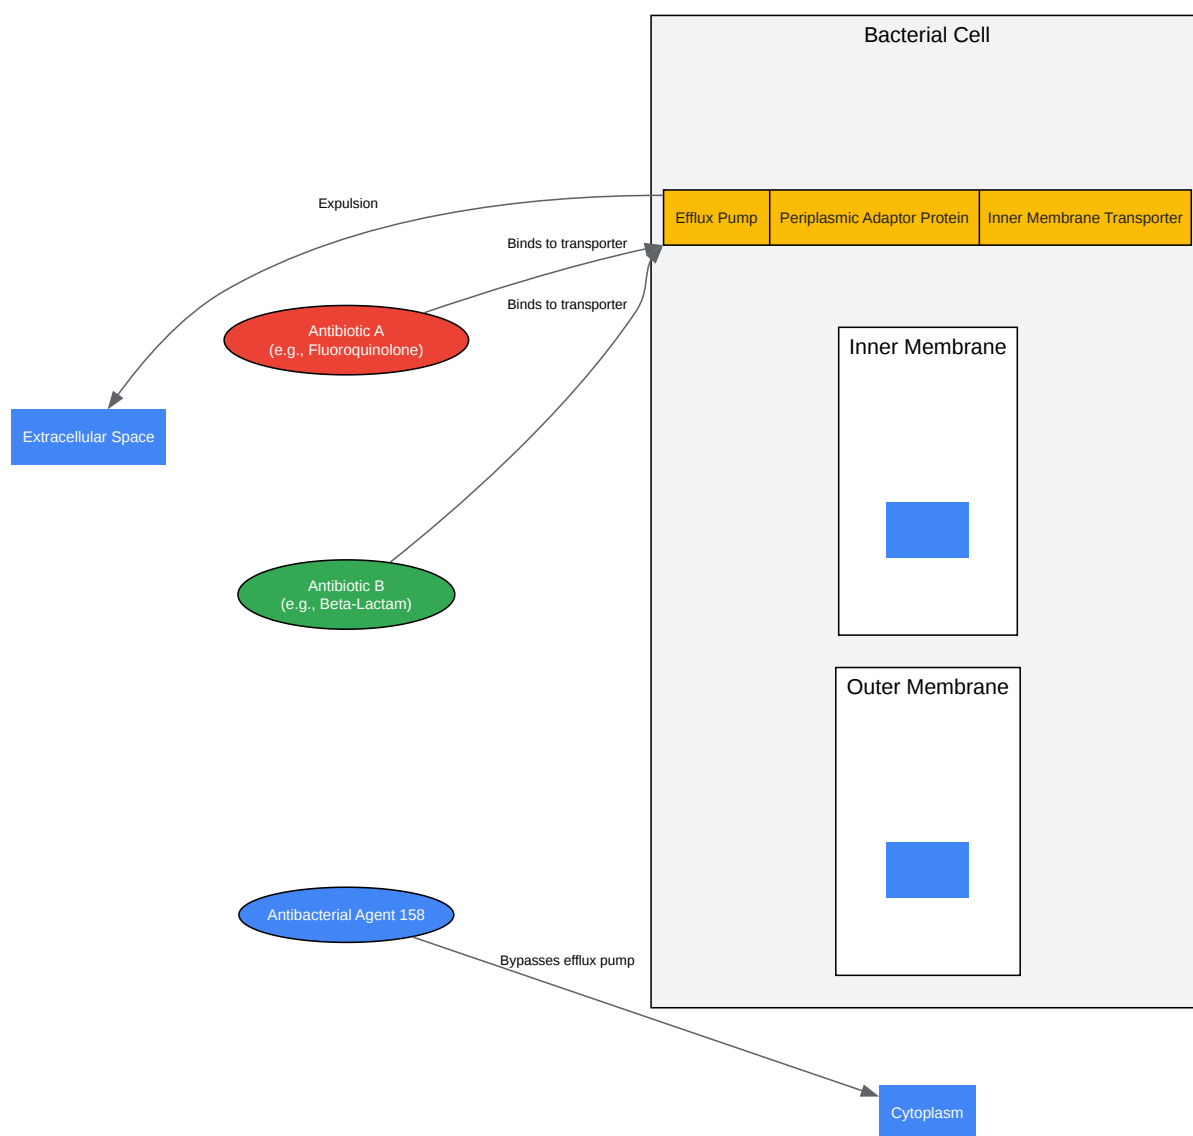 Bacterial Cell
Expulsion
Efflux Pump
Periplasmic Adaptor Protein
Inner Membrane Transporter
Binds to transporter
Binds to transporter
Antibiotic A
(e.g., Fluoroquinolone)
Inner Membrane
Extracellular Space
Antibiotic B
(e.g., Beta-Lactam)
Outer Membrane
Antibacterial Agent 158
Bypasses efflux pump
Cytoplasm